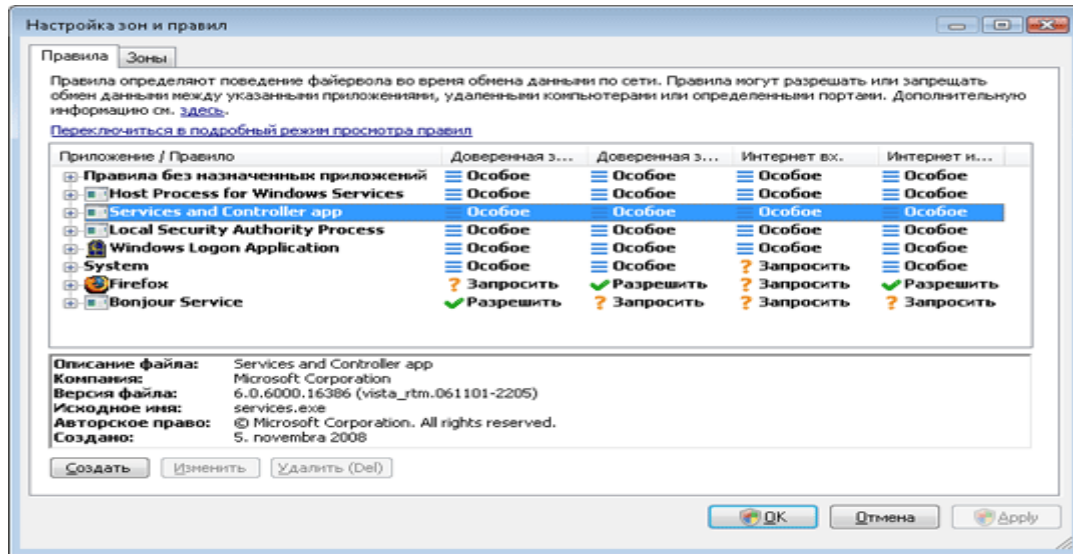 Настройка зон и правил
Правила Зоны
Правила определяют поведение файервола во время обмена данными по сети. Правила могут разрешать или запрещать
обмен данными между указанными приложениями, удаленными компьютерами или определенными портами. Дополнительную
информацию см. здесь.
Переключиться в подробный режим просмотра правил
Приложение / Правило Доверенная з... Доверенная з... Интернет вх. Интернет и...
Правила без назначенных приложений Особое Особое Особое Особое
Host Process for Windows Services Особое Особое Особое Особое
Services and Controller app Особое Особое Особое Особое
Local Security Authority Process Особое Особое Особое Особое
Windows Logon Application Особое Особое Особое Особое
System Особое Особое ? Запросить Особое
Firefox ? Запросить Разрешить ? Запросить Разрешить
Bonjour Service Разрешить ? Запросить ? Запросить ? Запросить
Описание файла: Services and Controller app
Компания: Microsoft Corporation
Версия файла: 6.0.6000.16386 (vista_rtm.061101-2205)
Исходное имя: services.exe
Авторское право: © Microsoft Corporation. All rights reserved.
Создано: 5. novembra 2008
Создать Изменить Удалить (Del)
OK Отмена Apply